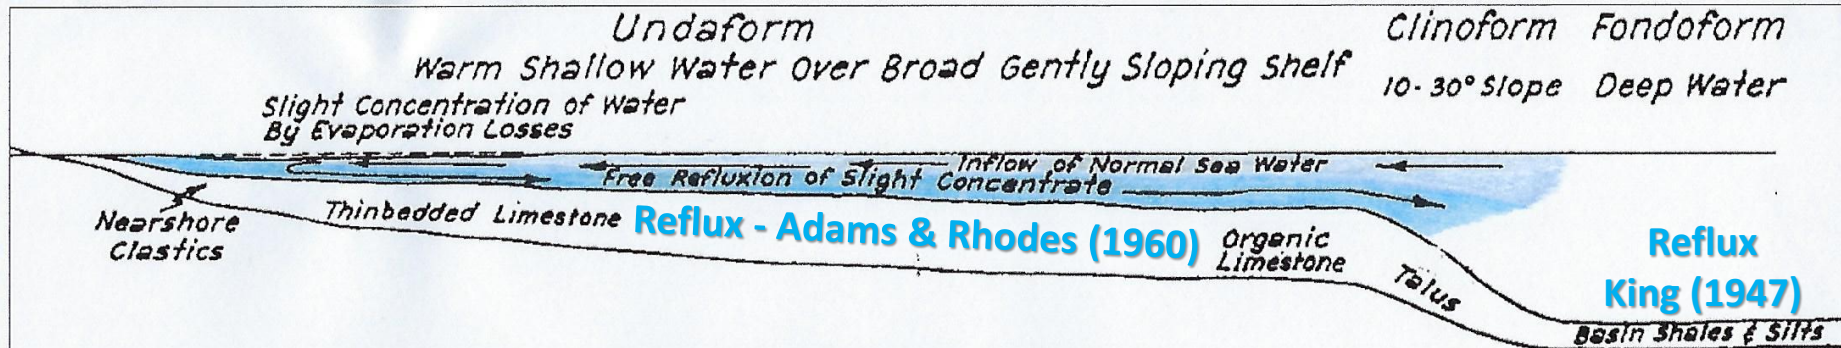 Undaform
Warm Shallow Water Over Broad Gently Sloping Shelf
Clinoform
10-30° Slope
Fondoform
Deep Water
Slight Concentration of Water
By Evaporation Losses
Inflow of Normal Sea Water
Free Refluxion of Slight Concentrate
Nearshore
Clastics
Thinbedded Limestone
Reflux - Adams & Rhodes (1960)
Organic
Limestone
Talus
Reflux
King (1947)
Basin Shales & Silts